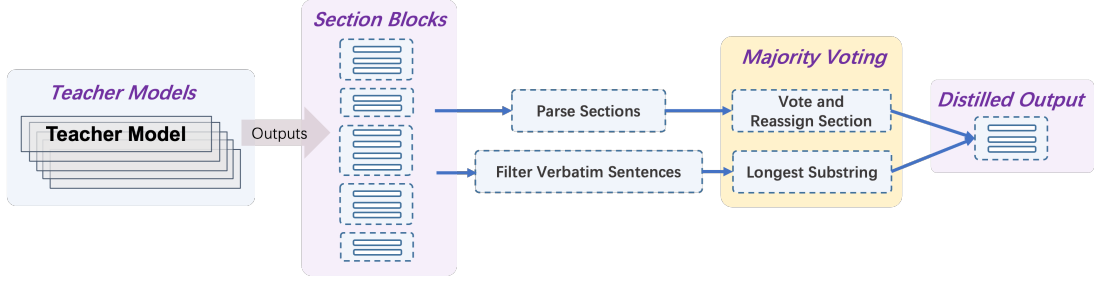 Teacher Models
Teacher Model
Outputs
Section Blocks
Parse Sections
Filter Verbatim Sentences
Majority Voting
Vote and
Reassign Section
Longest Substring
Distilled Output